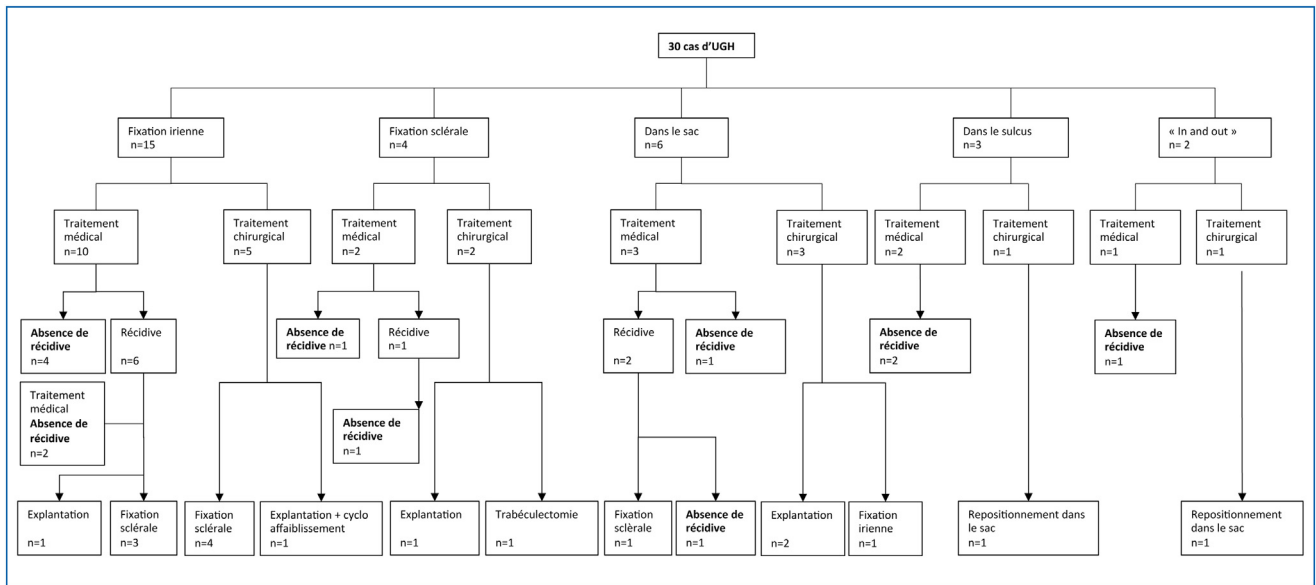 30 cas d'UGH
Fixation irienne
n=15
Fixation sclérale
n=4
Dans le sac
n=6
Dans le sulcus
n=3
« In and out »
n= 2
Traitement
médical
n=10
Traitement
chirurgical
n=5
Traitement
médical
n=2
Traitement
chirurgical
n=2
Traitement
médical
n=3
Traitement
chirurgical
n=3
Traitement
médical
n=2
Traitement
chirurgical
n=1
Traitement
médical
n=1
Traitement
chirurgical
n=1
Absence de
récidive
n=4
Récidive
n=6
Absence de
récidive n=1
Récidive
n=1
Récidive
n=2
Absence de
récidive
n=1
Absence de
récidive
n=2
Absence de
récidive
n=1
Traitement
médical
Absence de
récidive
n=2
Absence de
récidive
n=1
Explantation
n=1
Fixation
sclérale
n=3
Fixation
sclérale
n=4
Explantation + cyclo
affaiblissement
n=1
Explantation
n=1
Trabéculectomie
n=1
Fixation
sclèrale
n=1
Absence de
récidive
n=1
Explantation
n=2
Fixation
irienne
n=1
Repositionnement dans
le sac
n=1
Repositionnement
dans le sac
n=1